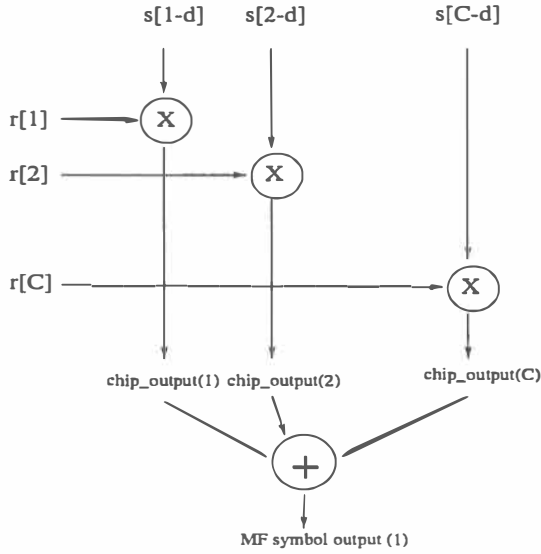 s[1-d] s[2-d] s[C-d]
r[1] X
r[2] X
r[C] X
chip_output(1) chip_output(2) chip_output(C)
+
MF symbol output (1)